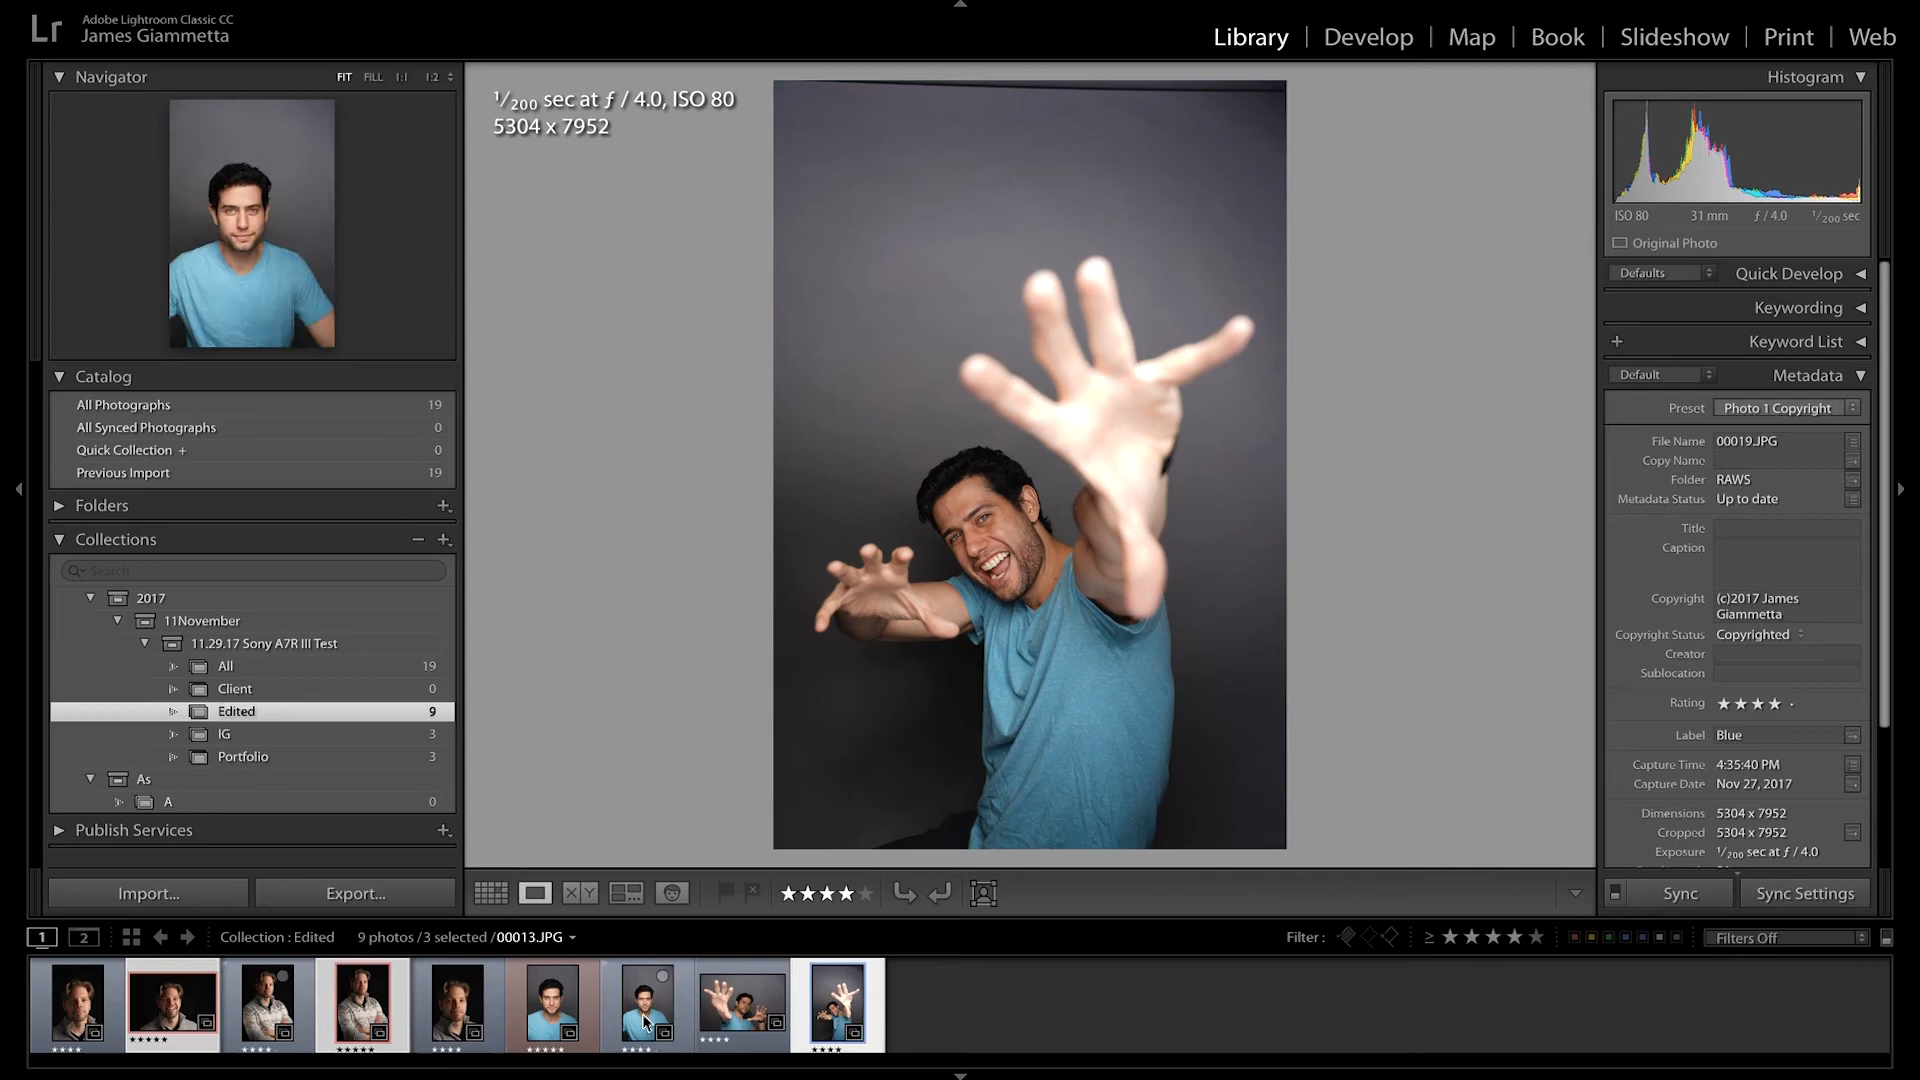 Lr
Adobe Lightroom Classic CC
James Giammetta
Library | Develop | Map | Book | Slideshow | Print | Web
Navigator FIT FILL 1:1 1:2
Catalog
All Photographs 19
All Synced Photographs 0
Quick Collection + 0
Previous Import 19
Folders
Collections
Search
2017
11November
11.29.17 Sony A7R III Test
All 19
Client 0
Edited 9
IG 3
Portfolio 3
As
A 0
Publish Services
Import... Export...
1/200 sec at ƒ / 4.0, ISO 80
5304 x 7952
Histogram
ISO 80 31 mm ƒ / 4.0 1/200 sec
Original Photo
Defaults Quick Develop
Keywording
Keyword List
Default Metadata
Preset Photo 1 Copyright
File Name 00019.JPG
Copy Name
Folder RAWS
Metadata Status Up to date
Title
Caption
Copyright (c)2017 James
Giammetta
Copyright Status Copyrighted
Creator
Sublocation
Rating ★★★★ ·
Label Blue
Capture Time 4:35:40 PM
Capture Date Nov 27, 2017
Dimensions 5304 x 7952
Cropped 5304 x 7952
Exposure 1/200 sec at ƒ / 4.0
X Y
Sync Sync Settings
1 2 Collection : Edited 9 photos /3 selected /00013.JPG
Filter : ≥ ★★★★★ Filters Off